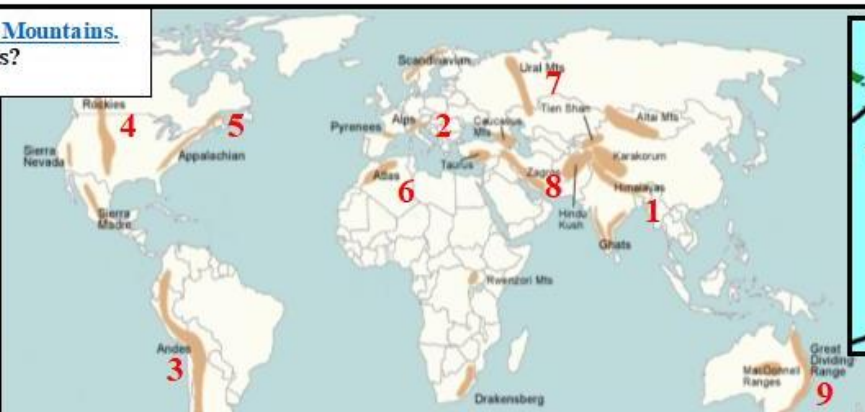 Mountains.
s?
Scandinavian
Ural Mts
7
Rockies
4
5
Tien Shan
Altai Mts
Pyrenees
Alps
2
Caucasus
Mts
Sierra
Nevada
Appalachian
Taurus
Karakorum
Atlas
6
Zagros
8
Himalayas
1
Sierra
Madre
Hindu
Kush
Ghats
Rwenzori Mts
Andes
3
Great
Dividing
Range
MacDonnell
Ranges
9
Drakensberg